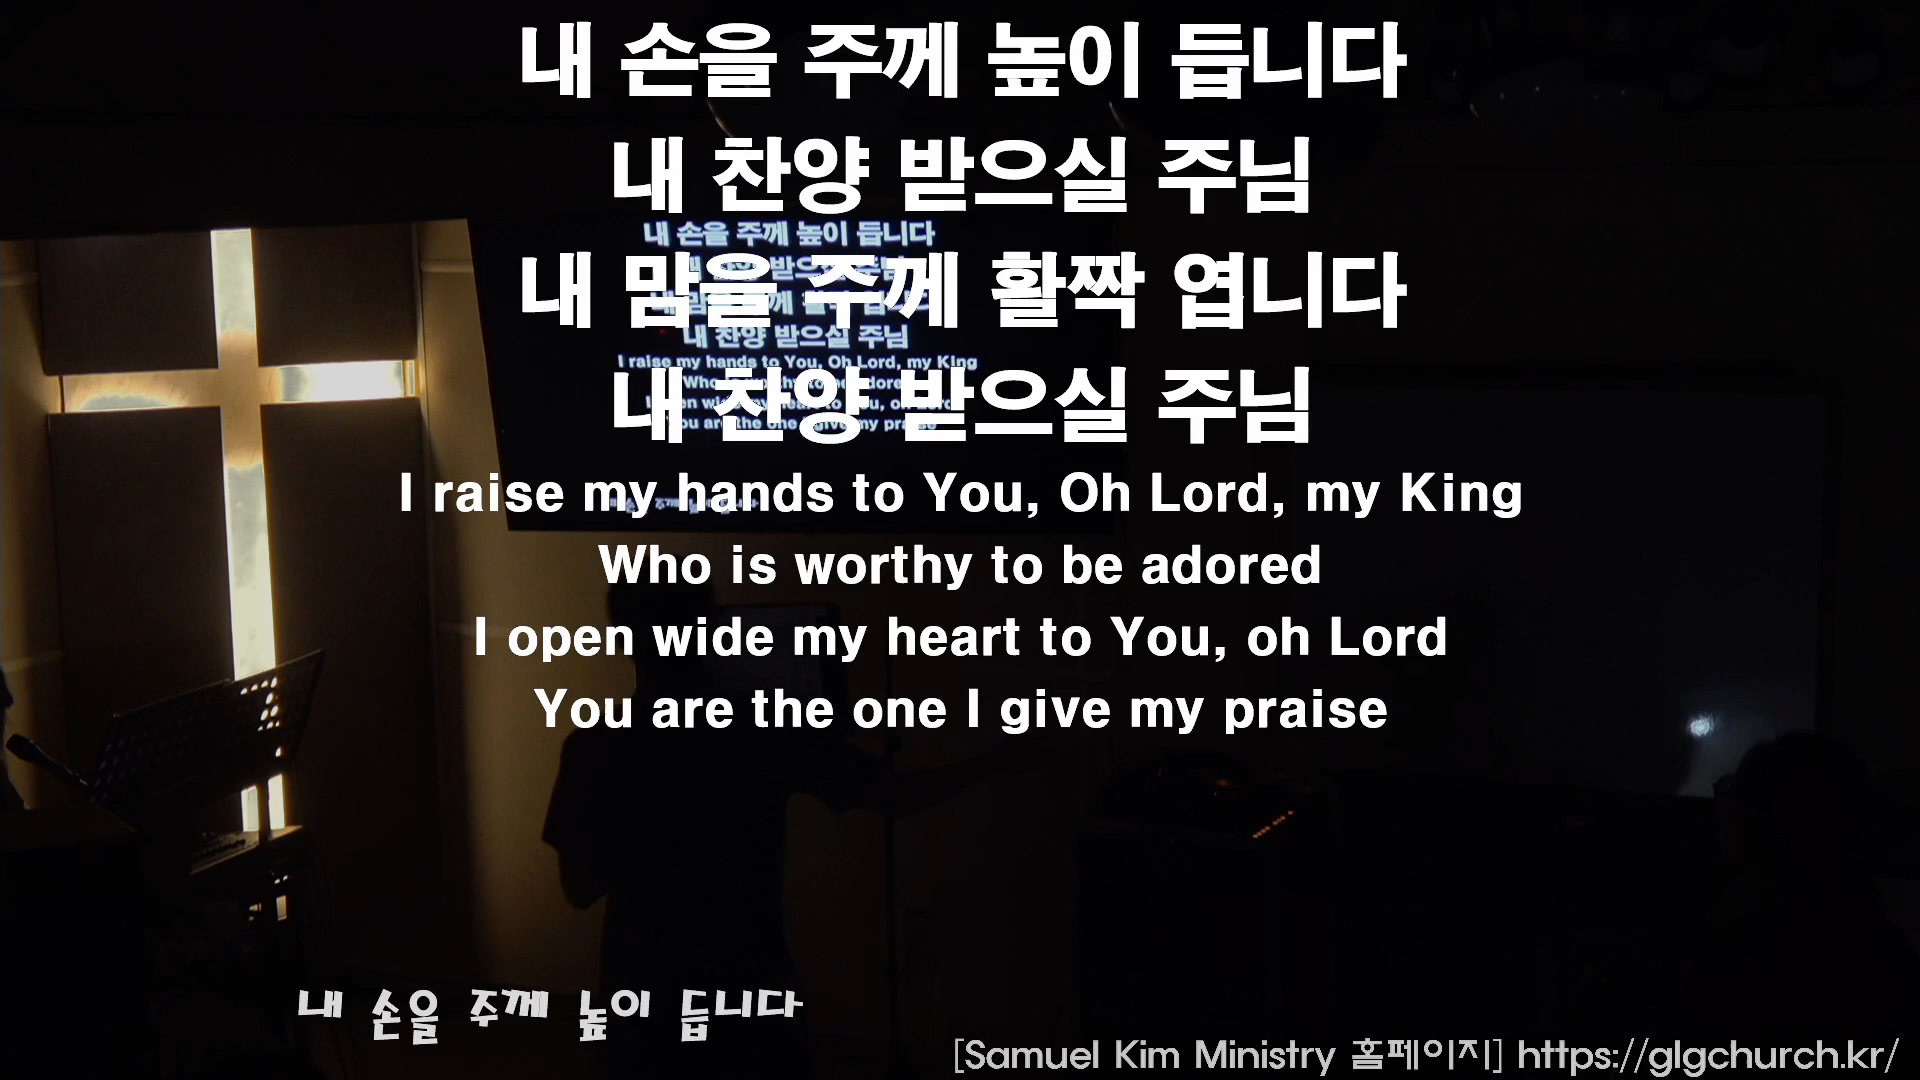 내 손을 주께 높이 듭니다
내 찬양 받으실 주님
내 맘을 주께 활짝 엽니다
내 찬양 받으실 주님
I raise my hands to You, Oh Lord, my King
Who is worthy to be adored
I open wide my heart to You, oh Lord
You are the one I give my praise
내 손을 주께 높이 듭니다
내 찬양 받으실 주님
I raise my hands to You, Oh Lord, my King
내 손을 주께 높이 듭니다
[Samuel Kim Ministry 홈페이지] https://glgchurch.kr/